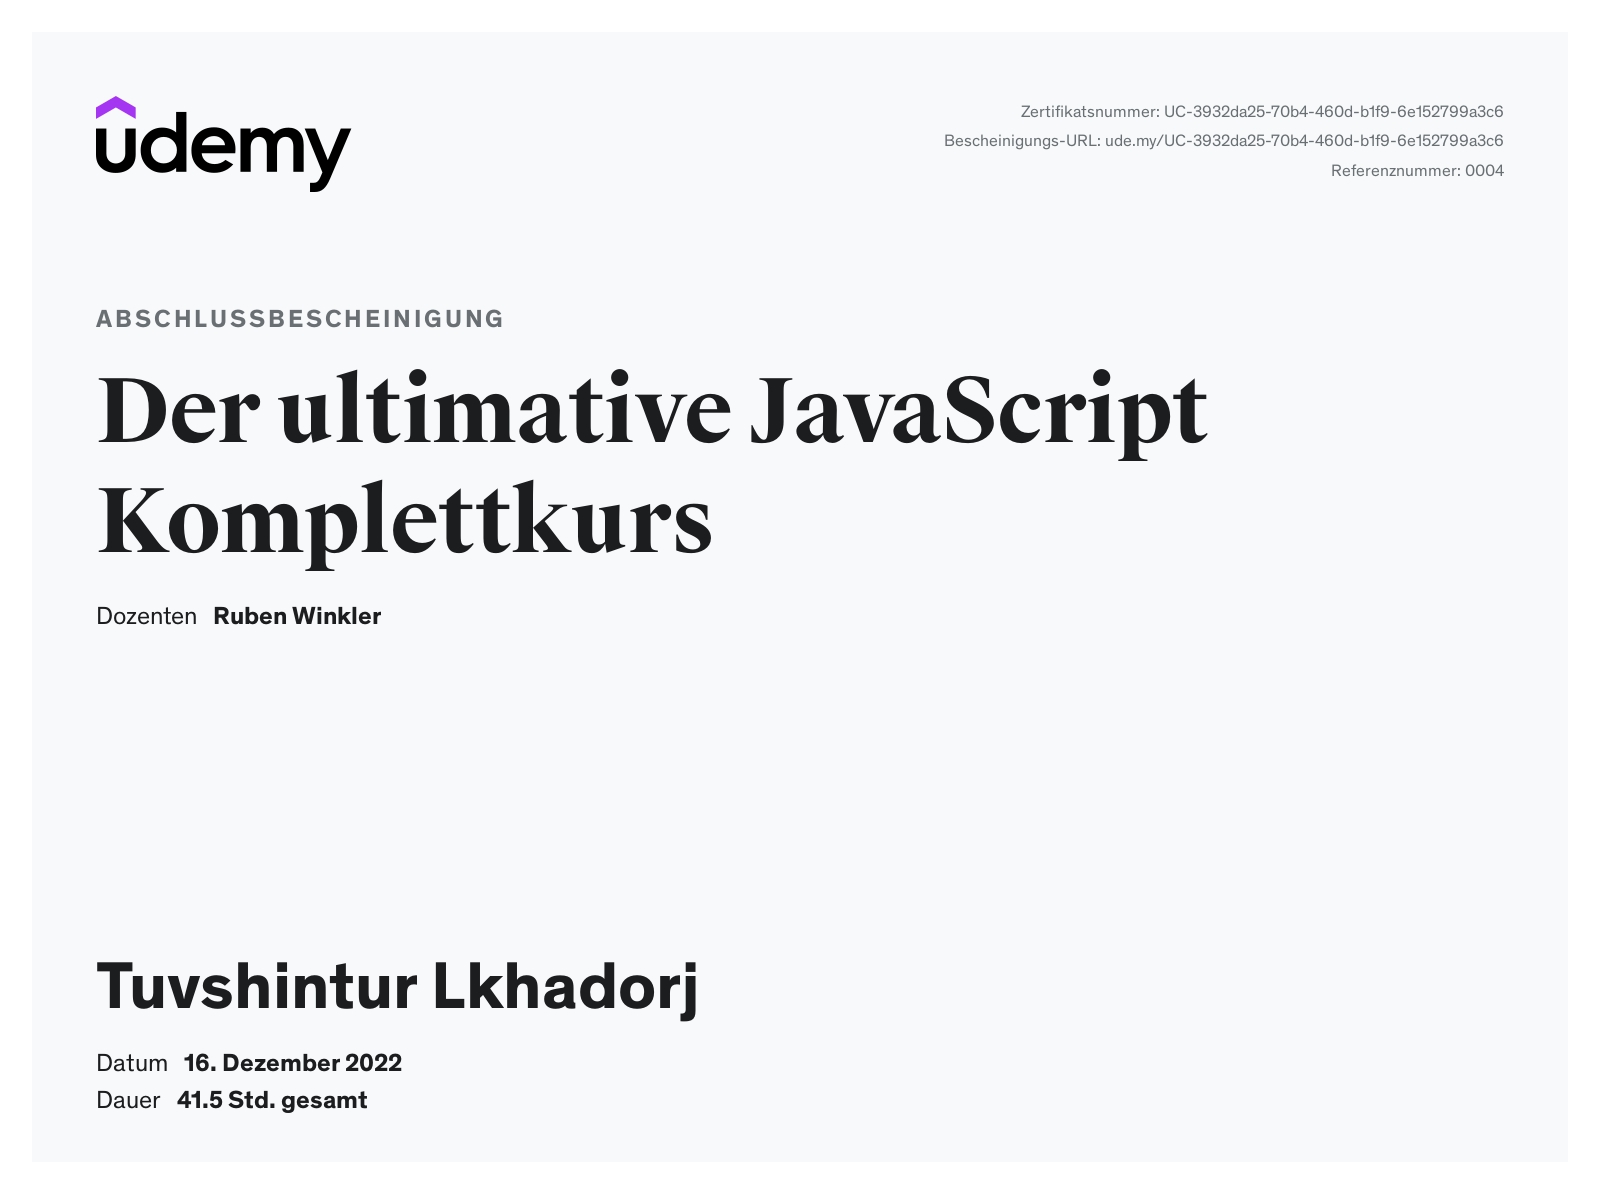 udemy
Zertifikatsnummer: UC-3932da25-70b4-460d-b1f9-6e152799a3c6
Bescheinigungs-URL: ude.my/UC-3932da25-70b4-460d-b1f9-6e152799a3c6
Referenznummer: 0004
ABSCHLUSSBESCHEINIGUNG
Der ultimative JavaScript
Komplettkurs
Dozenten Ruben Winkler
Tuvshintur Lkhadorj
Datum 16. Dezember 2022
Dauer 41.5 Std. gesamt